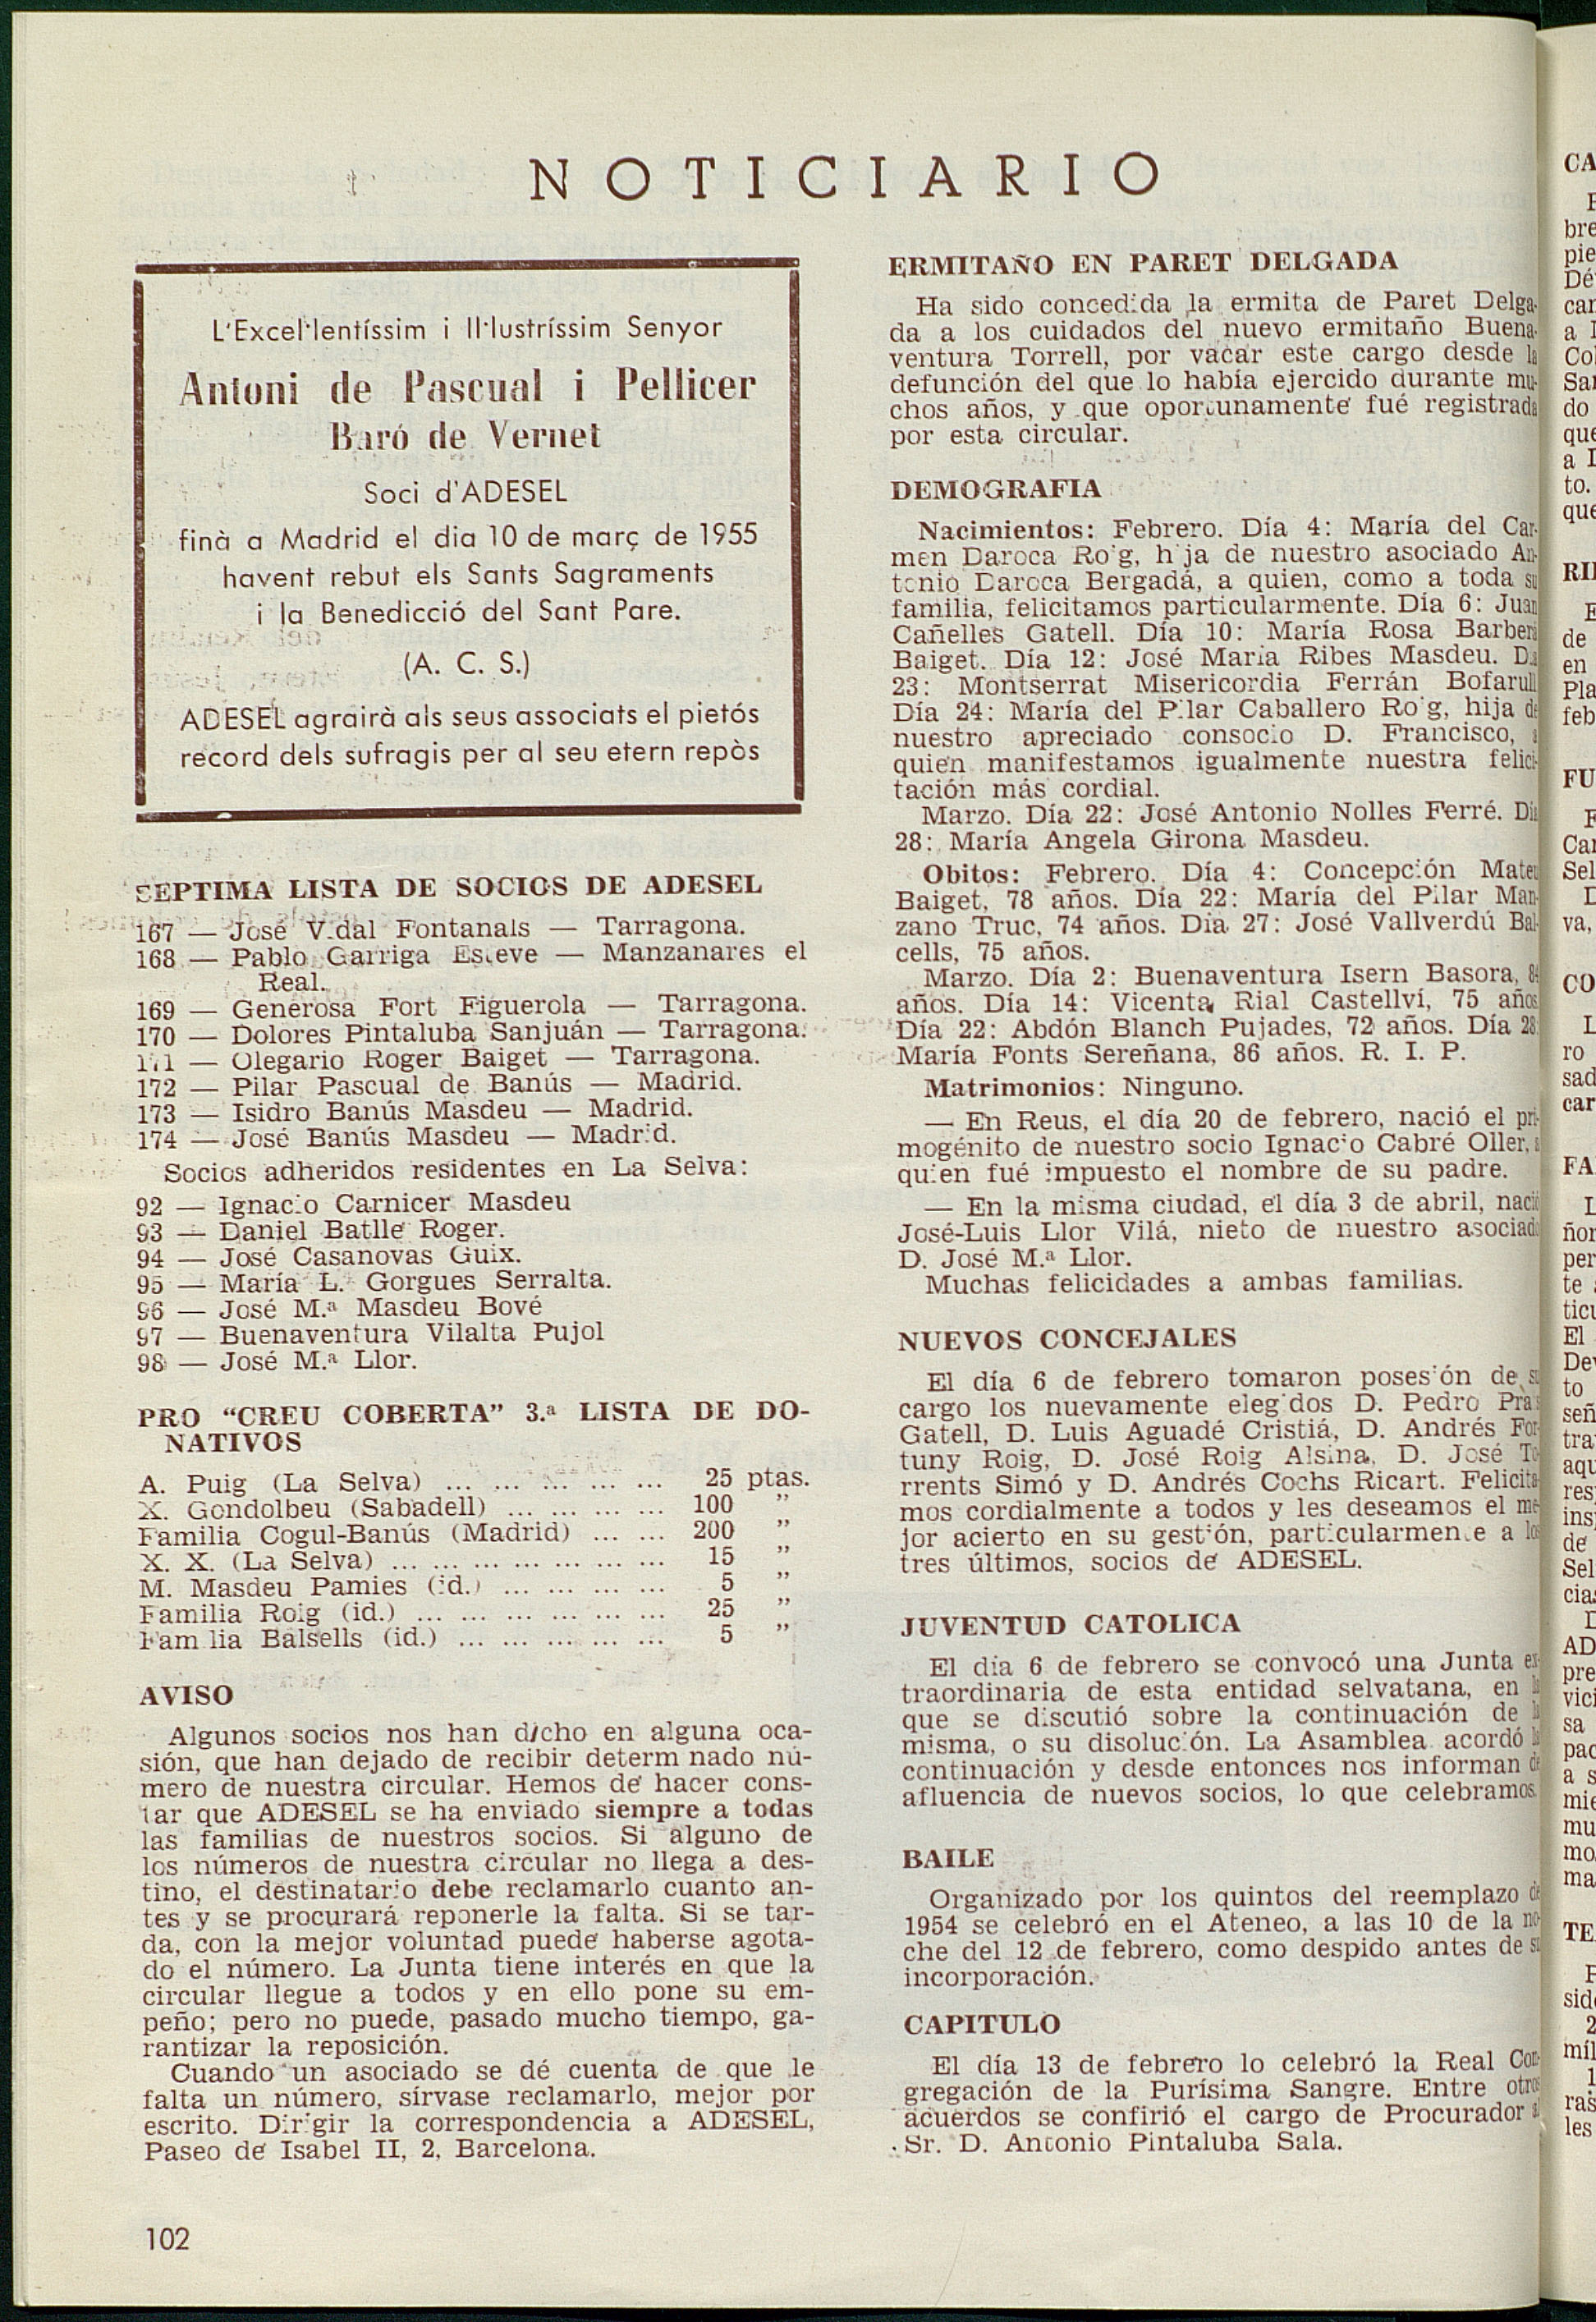 NOTICIARIO
L'Excel·lentíssim i Il·lustríssim Senyor
Antoni de Pascual i Pellicer
Baró de Vernet
Soci d'ADESEL
finà a Madrid el dia 10 de març de 1955
havent rebut els Sants Sagraments
i la Benedicció del Sant Pare.
(A. C. S.)
ADESEL agrairà als seus associats el pietós
record dels sufragis per al seu etern repòs
SEPTIMA LISTA DE SOCIOS DE ADESEL
167 — José Vidal Fontanals — Tarragona.
168 — Pablo Garriga Esteve — Manzanares el
Real.
169 — Generosa Fort Figuerola — Tarragona.
170 — Dolores Pintaluba Sanjuán — Tarragona.
171 — Olegario Roger Baiget — Tarragona.
172 — Pilar Pascual de Banús — Madrid.
173 — Isidro Banús Masdeu — Madrid.
174 — José Banús Masdeu — Madrid.
Socios adheridos residentes en La Selva:
92 — Ignacio Carnicer Masdeu
93 — Daniel Batlle Roger.
94 — José Casanovas Guix.
95 — María L. Gorgues Serralta.
96 — José M.ª Masdeu Bové
97 — Buenaventura Vilalta Pujol
98 — José M.ª Llor.
PRO “CREU COBERTA” 3.ª LISTA DE DO-
NATIVOS
A. Puig (La Selva) ... ... ... ... ... 25 ptas.
X. Gondolbeu (Sabadell) ... ... ... ... 100 ”
Familia Cogul-Banús (Madrid) ... ... 200 ”
X. X. (La Selva) ... ... ... ... ... ... ... 15 ”
M. Masdeu Pamies (id.) ... ... ... ... 5 ”
Familia Roig (id.) ... ... ... ... ... ... 25 ”
Familia Balsells (id.) ... ... ... ... ... 5 ”
AVISO
Algunos socios nos han dicho en alguna oca-
sión, que han dejado de recibir determinado nú-
mero de nuestra circular. Hemos de hacer cons-
tar que ADESEL se ha enviado siempre a todas
las familias de nuestros socios. Si alguno de
los números de nuestra circular no llega a des-
tino, el destinatario debe reclamarlo cuanto an-
tes y se procurará reponerle la falta. Si se tar-
da, con la mejor voluntad puede haberse agota-
do el número. La Junta tiene interés en que la
circular llegue a todos y en ello pone su em-
peño; pero no puede, pasado mucho tiempo, ga-
rantizar la reposición.
Cuando un asociado se dé cuenta de que le
falta un número, sírvase reclamarlo, mejor por
escrito. Dirigir la correspondencia a ADESEL,
Paseo de Isabel II, 2, Barcelona.
102
ERMITAÑO EN PARET DELGADA
Ha sido concedida la ermita de Paret Delga-
da a los cuidados del nuevo ermitaño Buena-
ventura Torrell, por vacar este cargo desde la
defunción del que lo había ejercido durante mu-
chos años, y que oportunamente fué registrada
por esta circular.
DEMOGRAFIA
Nacimientos: Febrero. Día 4: María del Car-
men Daroca Roig, hija de nuestro asociado An-
tonio Daroca Bergadá, a quien, como a toda su
familia, felicitamos particularmente. Día 6: Juan
Cañelles Gatell. Día 10: María Rosa Barberá
Baiget. Día 12: José María Ribes Masdeu. Día
23: Montserrat Misericordia Ferrán Bofarull
Día 24: María del Pilar Caballero Roig, hija de
nuestro apreciado consocio D. Francisco, a
quien manifestamos igualmente nuestra felici-
tación más cordial.
Marzo. Día 22: José Antonio Nolles Ferré. Día
28: María Angela Girona Masdeu.
Obitos: Febrero. Día 4: Concepción Mateu
Baiget, 78 años. Día 22: María del Pilar Man-
zano Truc, 74 años. Día 27: José Vallverdú Bal-
cells, 75 años.
Marzo. Día 2: Buenaventura Isern Basora, 84
años. Día 14: Vicenta Rial Castellví, 75 años
Día 22: Abdón Blanch Pujades, 72 años. Día 28:
María Fonts Sereñana, 86 años. R. I. P.
Matrimonios: Ninguno.
— En Reus, el día 20 de febrero, nació el pri-
mogénito de nuestro socio Ignacio Cabré Oller, a
quien fué impuesto el nombre de su padre.
— En la misma ciudad, el día 3 de abril, nació
José-Luis Llor Vilá, nieto de nuestro asociado
D. José M.ª Llor.
Muchas felicidades a ambas familias.
NUEVOS CONCEJALES
El día 6 de febrero tomaron posesión de su
cargo los nuevamente elegidos D. Pedro Prats
Gatell, D. Luis Aguadé Cristiá, D. Andrés For-
tuny Roig, D. José Roig Alsina, D. José To-
rrents Simó y D. Andrés Cochs Ricart. Felicita-
mos cordialmente a todos y les deseamos el me-
jor acierto en su gestión, particularmente a los
tres últimos, socios de ADESEL.
JUVENTUD CATOLICA
El día 6 de febrero se convocó una Junta ex-
traordinaria de esta entidad selvatana, en la
que se discutió sobre la continuación de la
misma, o su disolución. La Asamblea acordó la
continuación y desde entonces nos informan de
afluencia de nuevos socios, lo que celebramos.
BAILE
Organizado por los quintos del reemplazo de
1954 se celebró en el Ateneo, a las 10 de la no-
che del 12 de febrero, como despido antes de su
incorporación.
CAPITULO
El día 13 de febrero lo celebró la Real Con-
gregación de la Purísima Sangre. Entre otros
acuerdos se confirió el cargo de Procurador al
Sr. D. Antonio Pintaluba Sala.